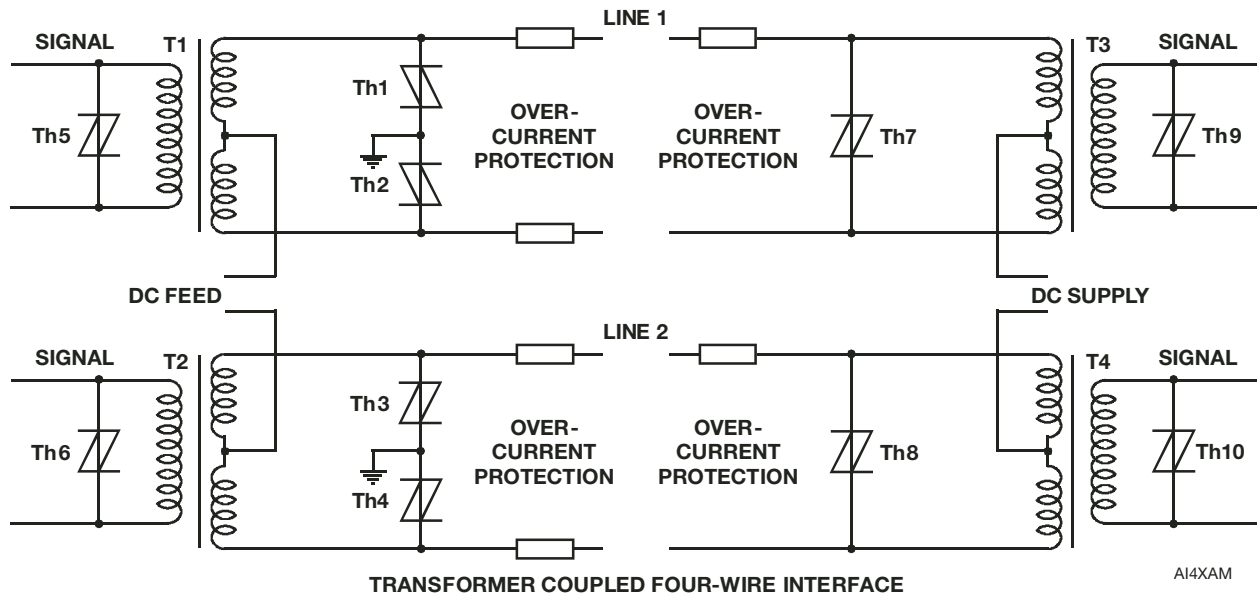 LINE 1
SIGNAL
T1
T3
SIGNAL
Th1
Th5
OVER-
CURRENT
PROTECTION
OVER-
CURRENT
PROTECTION
Th7
Th9
Th2
DC FEED
DC SUPPLY
LINE 2
SIGNAL
T2
T4
SIGNAL
Th3
Th6
OVER-
CURRENT
PROTECTION
OVER-
CURRENT
PROTECTION
Th8
Th10
Th4
TRANSFORMER COUPLED FOUR-WIRE INTERFACE
AI4XAM